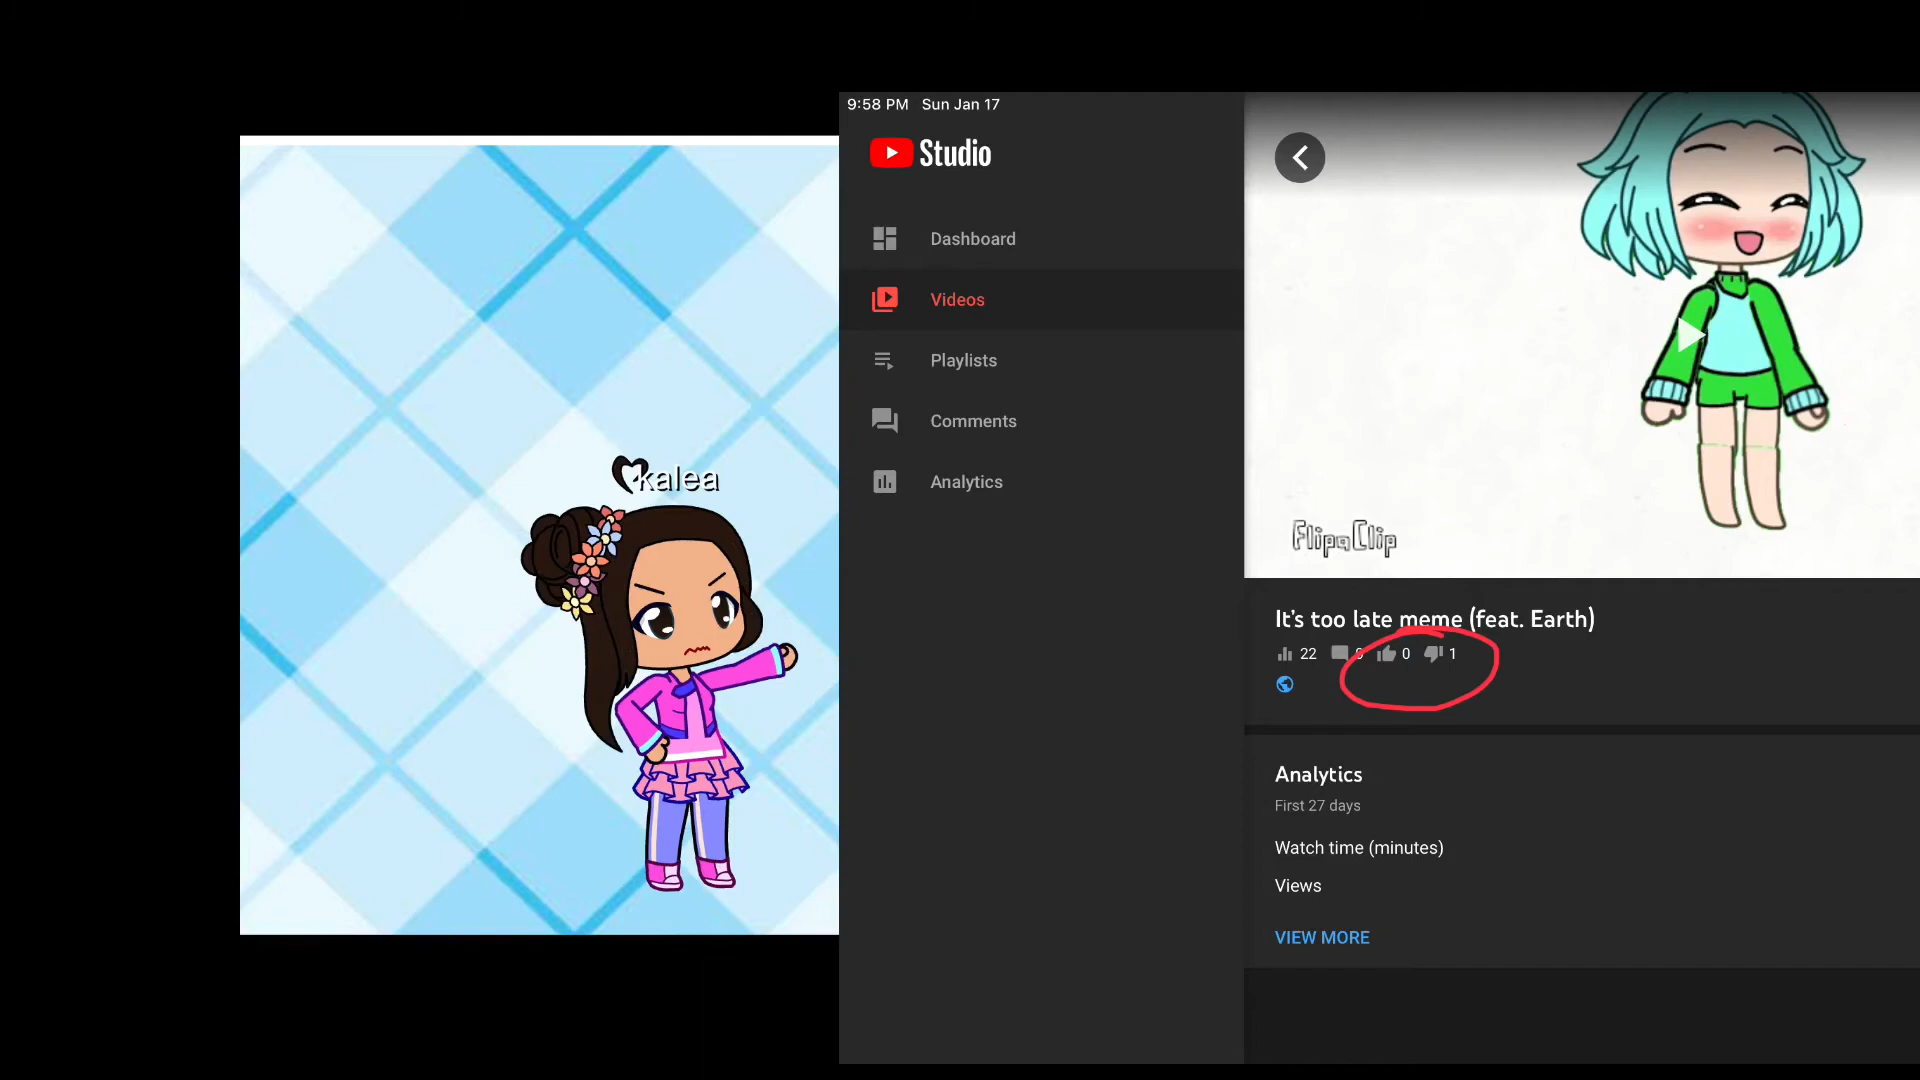 9:58 PM Sun Jan 17
Studio
Dashboard
Videos
Playlists
Comments
Analytics
kalea
FlipaClip
It's too late meme (feat. Earth)
22 0 0 1
Analytics
First 27 days
Watch time (minutes)
Views
VIEW MORE